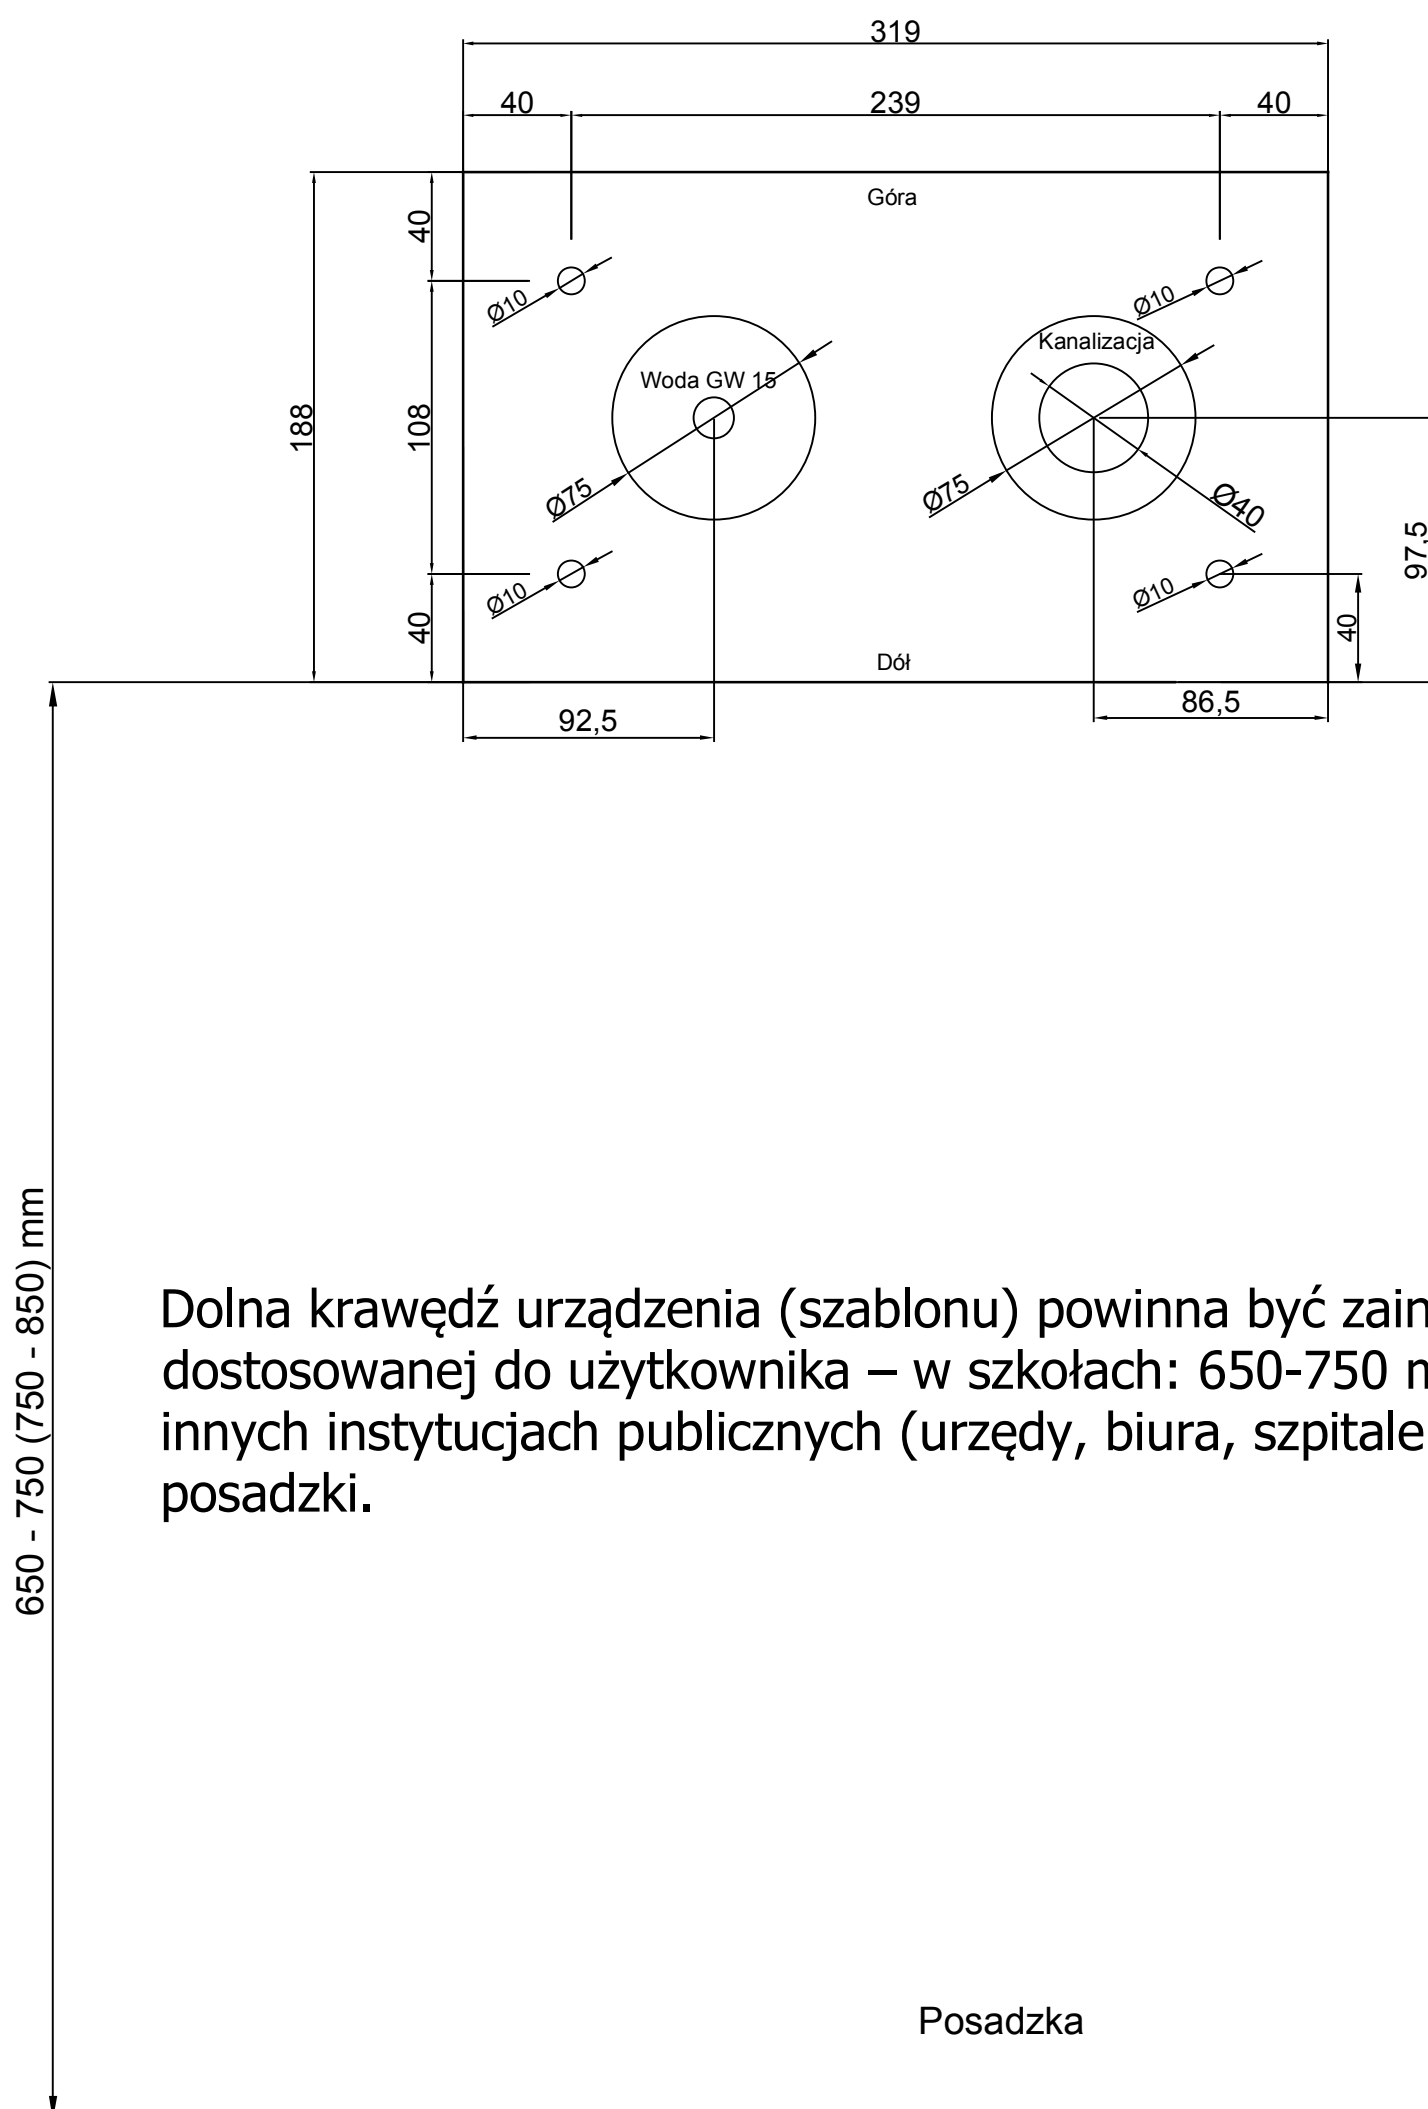 319
40 239 40
Góra
40
Ø10
Ø10
Kanalizacja
Woda GW 15
188
108
Ø75
Ø75
Ø40
97,5
Ø10
Ø10
40
40
Dół
92,5
86,5
650 - 750 (750 - 850) mm
Dolna krawędź urządzenia (szablonu) powinna być zain
dostosowanej do użytkownika – w szkołach: 650-750 m
innych instytucjach publicznych (urzędy, biura, szpitale
posadzki.
Posadzka